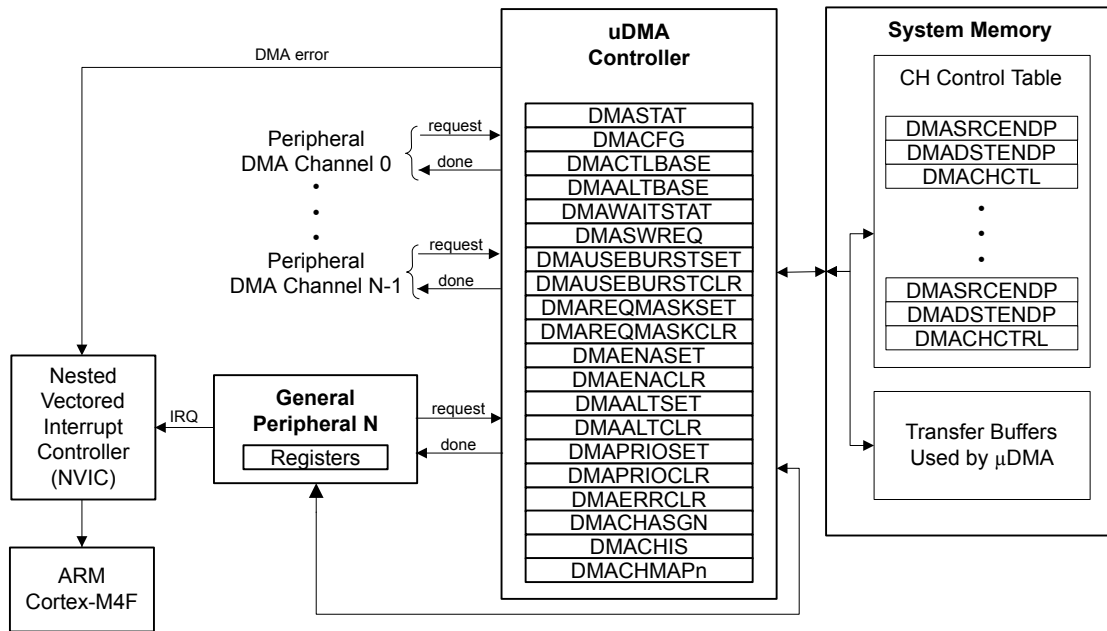 uDMA
Controller
System Memory
DMA error
CH Control Table
DMASTAT
DMACFG
DMACTLBASE
DMAALTBASE
DMAWAITSTAT
DMASWREQ
DMAUSEBURSTSET
DMAUSEBURSTCLR
DMAREQMASKSET
DMAREQMASKCLR
DMAENASET
DMAENACLR
DMAALTSET
DMAALTCLR
DMAPRIOSET
DMAPRIOCLR
DMAERRCLR
DMACHASGN
DMACHIS
DMACHMAPn
Peripheral
DMA Channel 0
request
done
•
•
•
Peripheral
DMA Channel N-1
request
done
DMASRCENDP
DMADSTENDP
DMACHCTL
•
•
•
DMASRCENDP
DMADSTENDP
DMACHCTRL
Transfer Buffers
Used by μDMA
Nested
Vectored
Interrupt
Controller
(NVIC)
IRQ
General
Peripheral N
Registers
request
done
ARM
Cortex-M4F